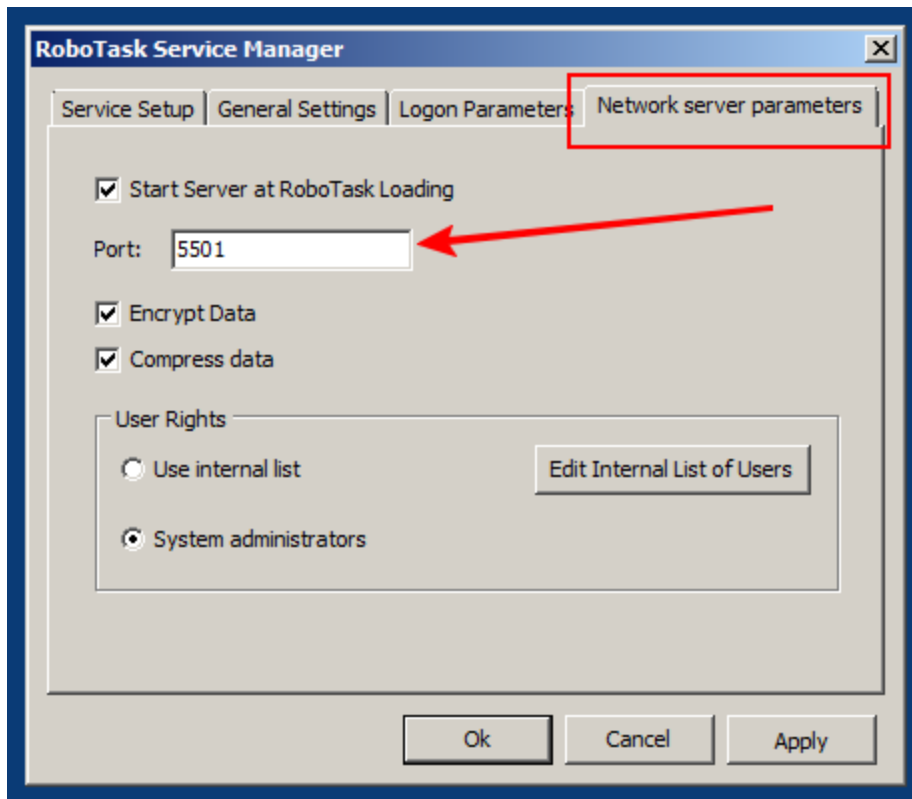 RoboTask Service Manager
Service Setup
General Settings
Logon Parameters
Network server parameters
Start Server at RoboTask Loading
Port: 5501
Encrypt Data
Compress data
User Rights
Use internal list
Edit Internal List of Users
System administrators
Ok
Cancel
Apply